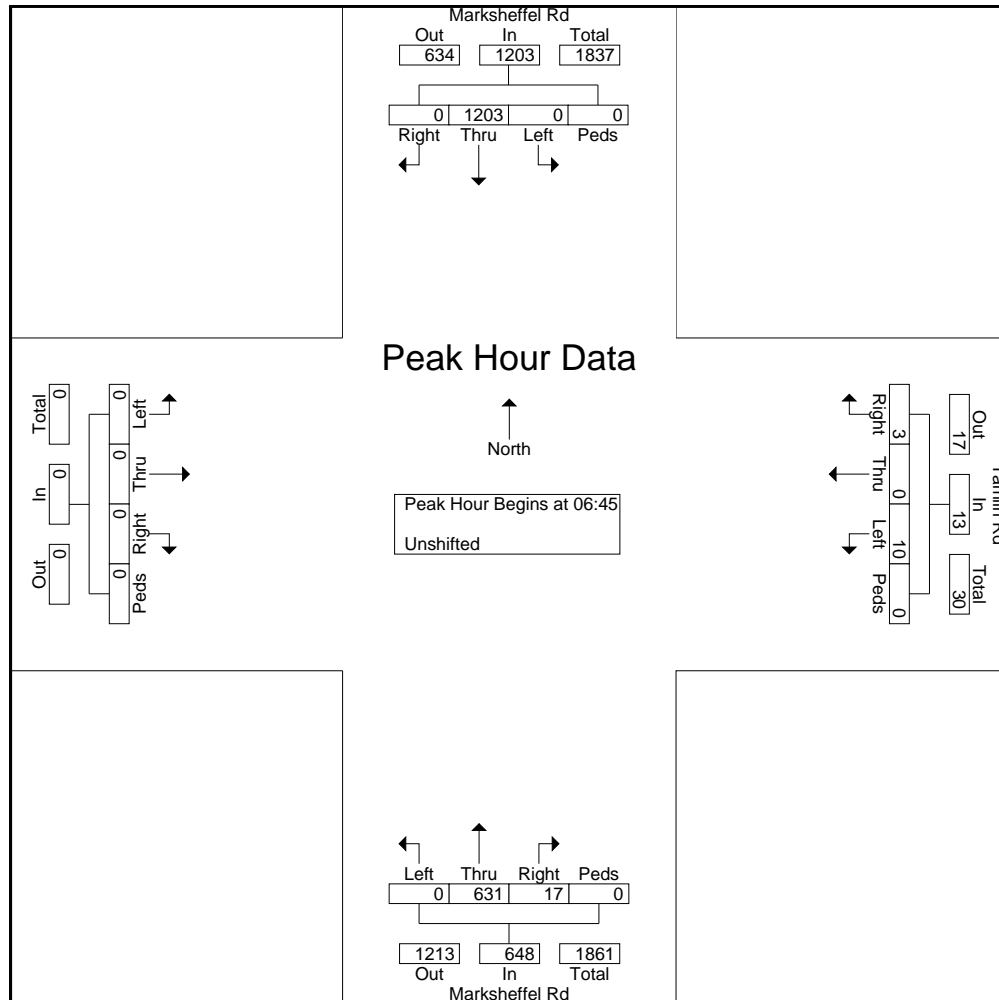 Marksheffel Rd
Out In Total
634 1203 1837
0 1203 0 0
Right Thru Left Peds
Peak Hour Data
North
Peak Hour Begins at 06:45
Unshifted
Total In Out
0 0 0
0 0 0 0
Left Thru Right Peds
Right Thru Left Peds
3 0 10 0
17 13 30
Out In Total
Rd
Left Thru Right Peds
0 631 17 0
1213 648 1861
Out In Total
Marksheffel Rd